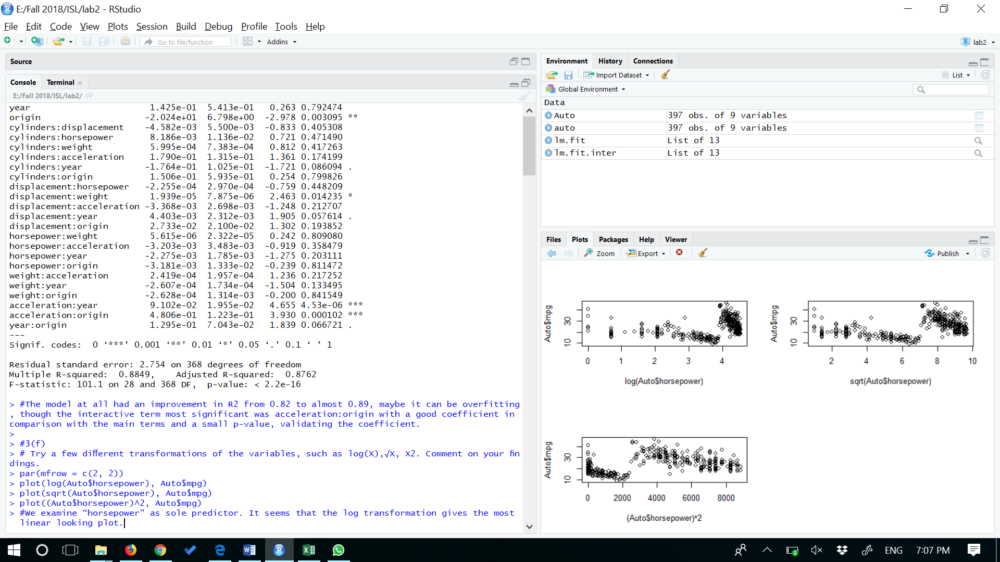 E:/Fall 2018/ISL/lab2 - RStudio
File Edit Code View Plots Session Build Debug Profile Tools Help
Go to file/function Addins lab2
Source
Console Terminal
E:/Fall 2018/ISL/lab2/
year 1.425e-01 5.413e-01 0.263 0.792474
origin -2.024e+01 6.798e+00 -2.978 0.003095 **
cylinders:displacement -4.582e-03 5.500e-03 -0.833 0.405308
cylinders:horsepower 8.186e-03 1.136e-02 0.721 0.471490
cylinders:weight 5.995e-04 7.383e-04 0.812 0.417263
cylinders:acceleration 1.790e-01 1.315e-01 1.361 0.174199
cylinders:year -1.764e-01 1.025e-01 -1.721 0.086094 .
cylinders:origin 1.506e-01 5.935e-01 0.254 0.799826
displacement:horsepower -2.255e-04 2.970e-04 -0.759 0.448209
displacement:weight 1.939e-05 7.875e-06 2.463 0.014235 *
displacement:acceleration -3.368e-03 2.698e-03 -1.248 0.212707
displacement:year 4.403e-03 2.312e-03 1.905 0.057614 .
displacement:origin 2.733e-02 2.100e-02 1.302 0.193852
horsepower:weight 5.615e-06 2.322e-05 0.242 0.809080
horsepower:acceleration -3.203e-03 3.483e-03 -0.919 0.358479
horsepower:year -2.275e-03 1.785e-03 -1.275 0.203111
horsepower:origin -3.181e-03 1.333e-02 -0.239 0.811472
weight:acceleration 2.419e-04 1.957e-04 1.236 0.217252
weight:year -2.607e-04 1.734e-04 -1.504 0.133495
weight:origin -2.628e-04 1.314e-03 -0.200 0.841549
acceleration:year 9.102e-02 1.955e-02 4.655 4.53e-06 ***
acceleration:origin 4.806e-01 1.223e-01 3.930 0.000102 ***
year:origin 1.295e-01 7.043e-02 1.839 0.066721 .
---
Signif. codes: 0 ‘***’ 0.001 ‘**’ 0.01 ‘*’ 0.05 ‘.’ 0.1 ‘ ’ 1
Residual standard error: 2.754 on 368 degrees of freedom
Multiple R-squared: 0.8849, Adjusted R-squared: 0.8762
F-statistic: 101.1 on 28 and 368 DF, p-value: < 2.2e-16
> #The model at all had an improvement in R2 from 0.82 to almost 0.89, maybe it can be overfitting
, though the interactive term most significant was acceleration:origin with a good coefficient in
comparison with the main terms and a small p-value, validating the coefficient.
>
> #3(f)
> # Try a few different transformations of the variables, such as log(X),√X, X2. Comment on your fin
dings.
> par(mfrow = c(2, 2))
> plot(log(Auto$horsepower), Auto$mpg)
> plot(sqrt(Auto$horsepower), Auto$mpg)
> plot((Auto$horsepower)^2, Auto$mpg)
> #We examine “horsepower” as sole predictor. It seems that the log transformation gives the most
linear looking plot.
Environment History Connections
Import Dataset List
Global Environment
Data
Auto 397 obs. of 9 variables
auto 397 obs. of 9 variables
lm.fit List of 13
lm.fit.inter List of 13
Files Plots Packages Help Viewer
Zoom Export Publish
Auto$mpg
10 30
0 1 2 3 4
log(Auto$horsepower)
Auto$mpg
10 30
2 4 6 8 10
sqrt(Auto$horsepower)
Auto$mpg
10 30
0 2000 4000 6000 8000
(Auto$horsepower)^2
ENG 7:07 PM